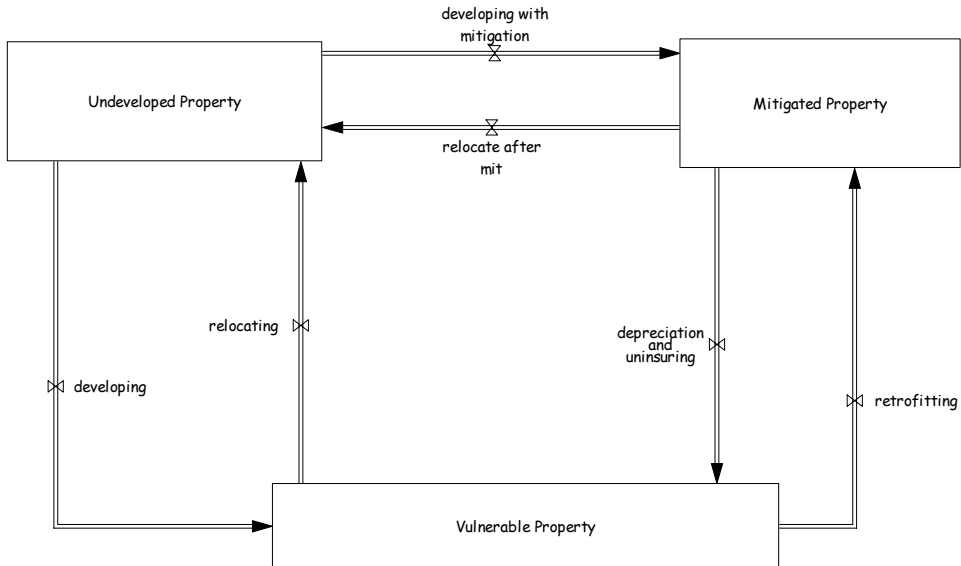 developing with
mitigation
Undeveloped Property
Mitigated Property
relocate after
mit
relocating
depreciation
and
uninsuring
developing
retrofitting
Vulnerable Property